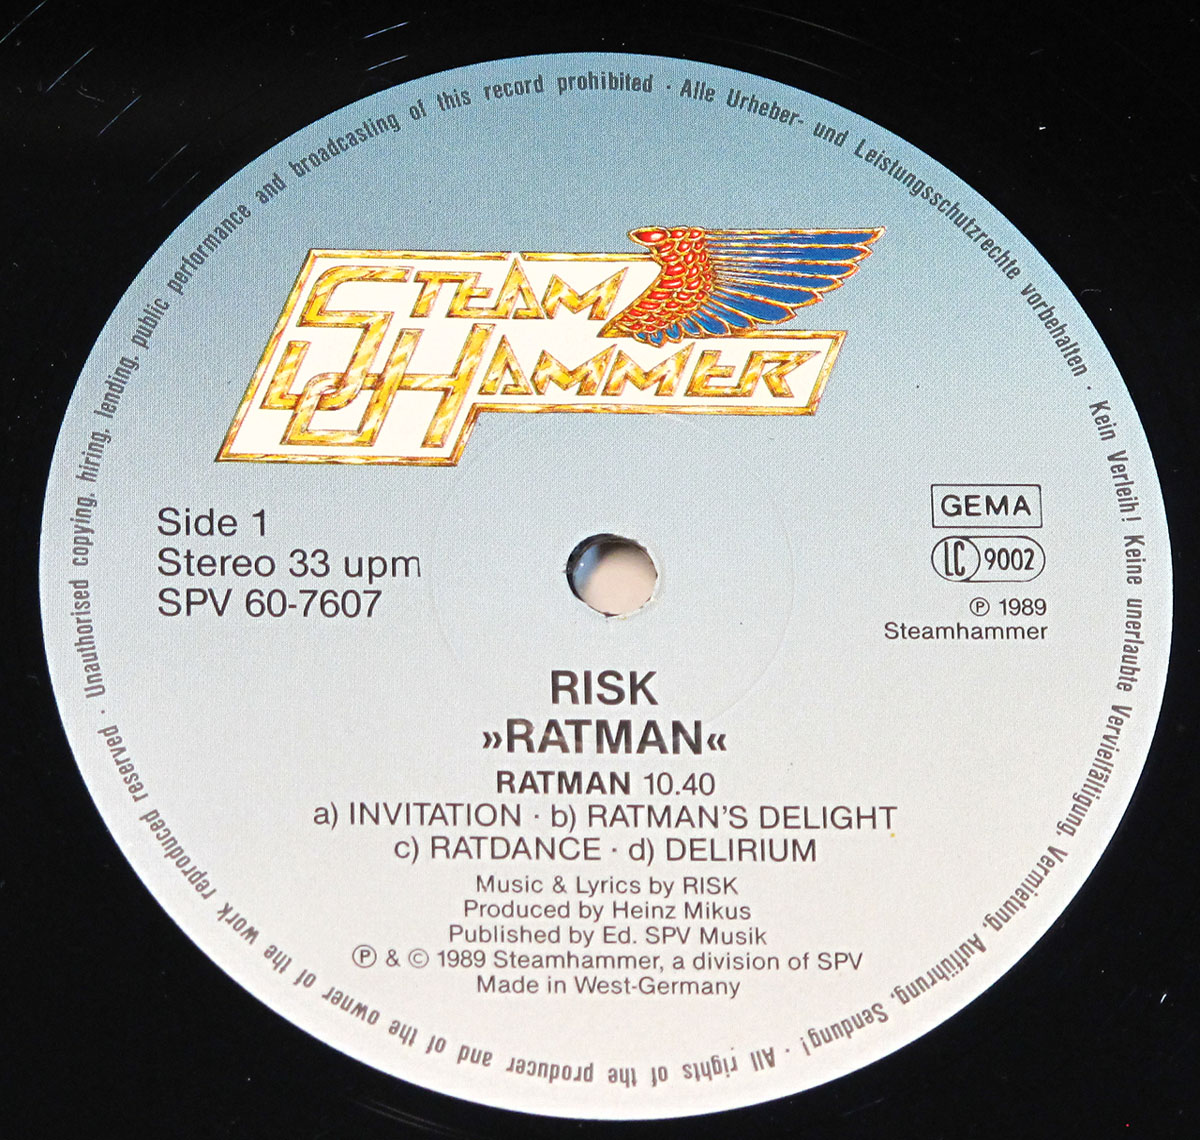 STEAM
HAMMER
Side 1
Stereo 33 upm
SPV 60-7607
GEMA
LC 9002
℗ 1989
Steamhammer
RISK
»RATMAN«
RATMAN 10.40
a) INVITATION · b) RATMAN'S DELIGHT
c) RATDANCE · d) DELIRIUM
Music & Lyrics by RISK
Produced by Heinz Mikus
Published by Ed. SPV Musik
℗ & © 1989 Steamhammer, a division of SPV
Made in West-Germany
· Unauthorised copying, hiring, lending, public performance and broadcasting of this record prohibited · Alle Urheber- und Leistungsschutzrechte vorbehalten · Kein Verleih! Keine unerlaubte Vervielfältigung, Vermietung, Aufführung, Sendung! · All rights of the producer and of the owner of the work reproduced reserved